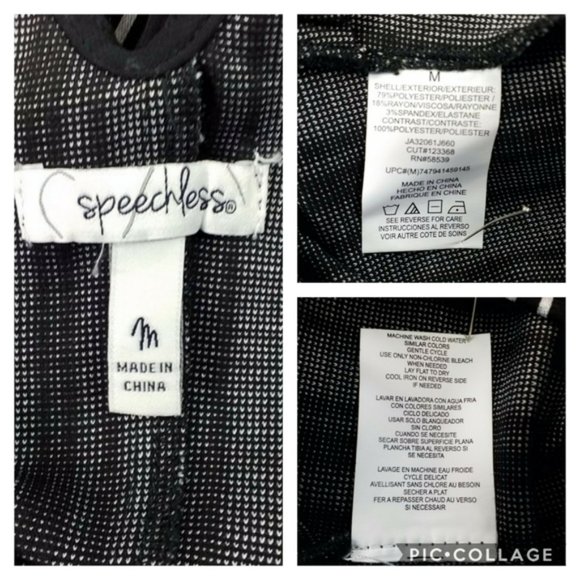 speechless®
M
MADE IN
CHINA
M
SHELL/EXTERIOR/EXTERIEUR:
79%POLYESTER/POLIESTER /
18%RAYON/VISCOSA/RAYONNE
3%SPANDEX/ELASTANE
CONTRAST/CONTRASTE:
100%POLYESTER/POLIESTER
JA32061J660
CUT#123368
RN#58539
UPC#(M)747941459148
MADE IN CHINA
HECHO EN CHINA
FABRIQUE EN CHINE
SEE REVERSE FOR CARE
INSTRUCCIONES AL REVERSO
VOIR AUTRE COTE DE SOINS
MACHINE WASH COLD WATER
SIMILAR COLORS
GENTLE CYCLE
USE ONLY NON-CHLORINE BLEACH
WHEN NEEDED
LAY FLAT TO DRY
COOL IRON ON REVERSE SIDE
IF NEEDED
LAVAR EN LAVADORA CON AGUA FRIA
CON COLORES SIMILARES
CICLO DELICADO
USAR SOLO BLANQUEADOR
SIN CLORO
CUANDO SE NECESITE
SECAR SOBRE SUPERFICIE PLANA
PLANCHA TIBIA AL REVERSO SI
SE NECESITA
LAVAGE EN MACHINE EAU FROIDE
CYCLE DELICAT
AVELLISANT SANS CHLORE AU BESOIN
SECHER A PLAT
FER A REPASSER CHAUD AU VERSO
SI NECESSAIRE
PIC•COLLAGE